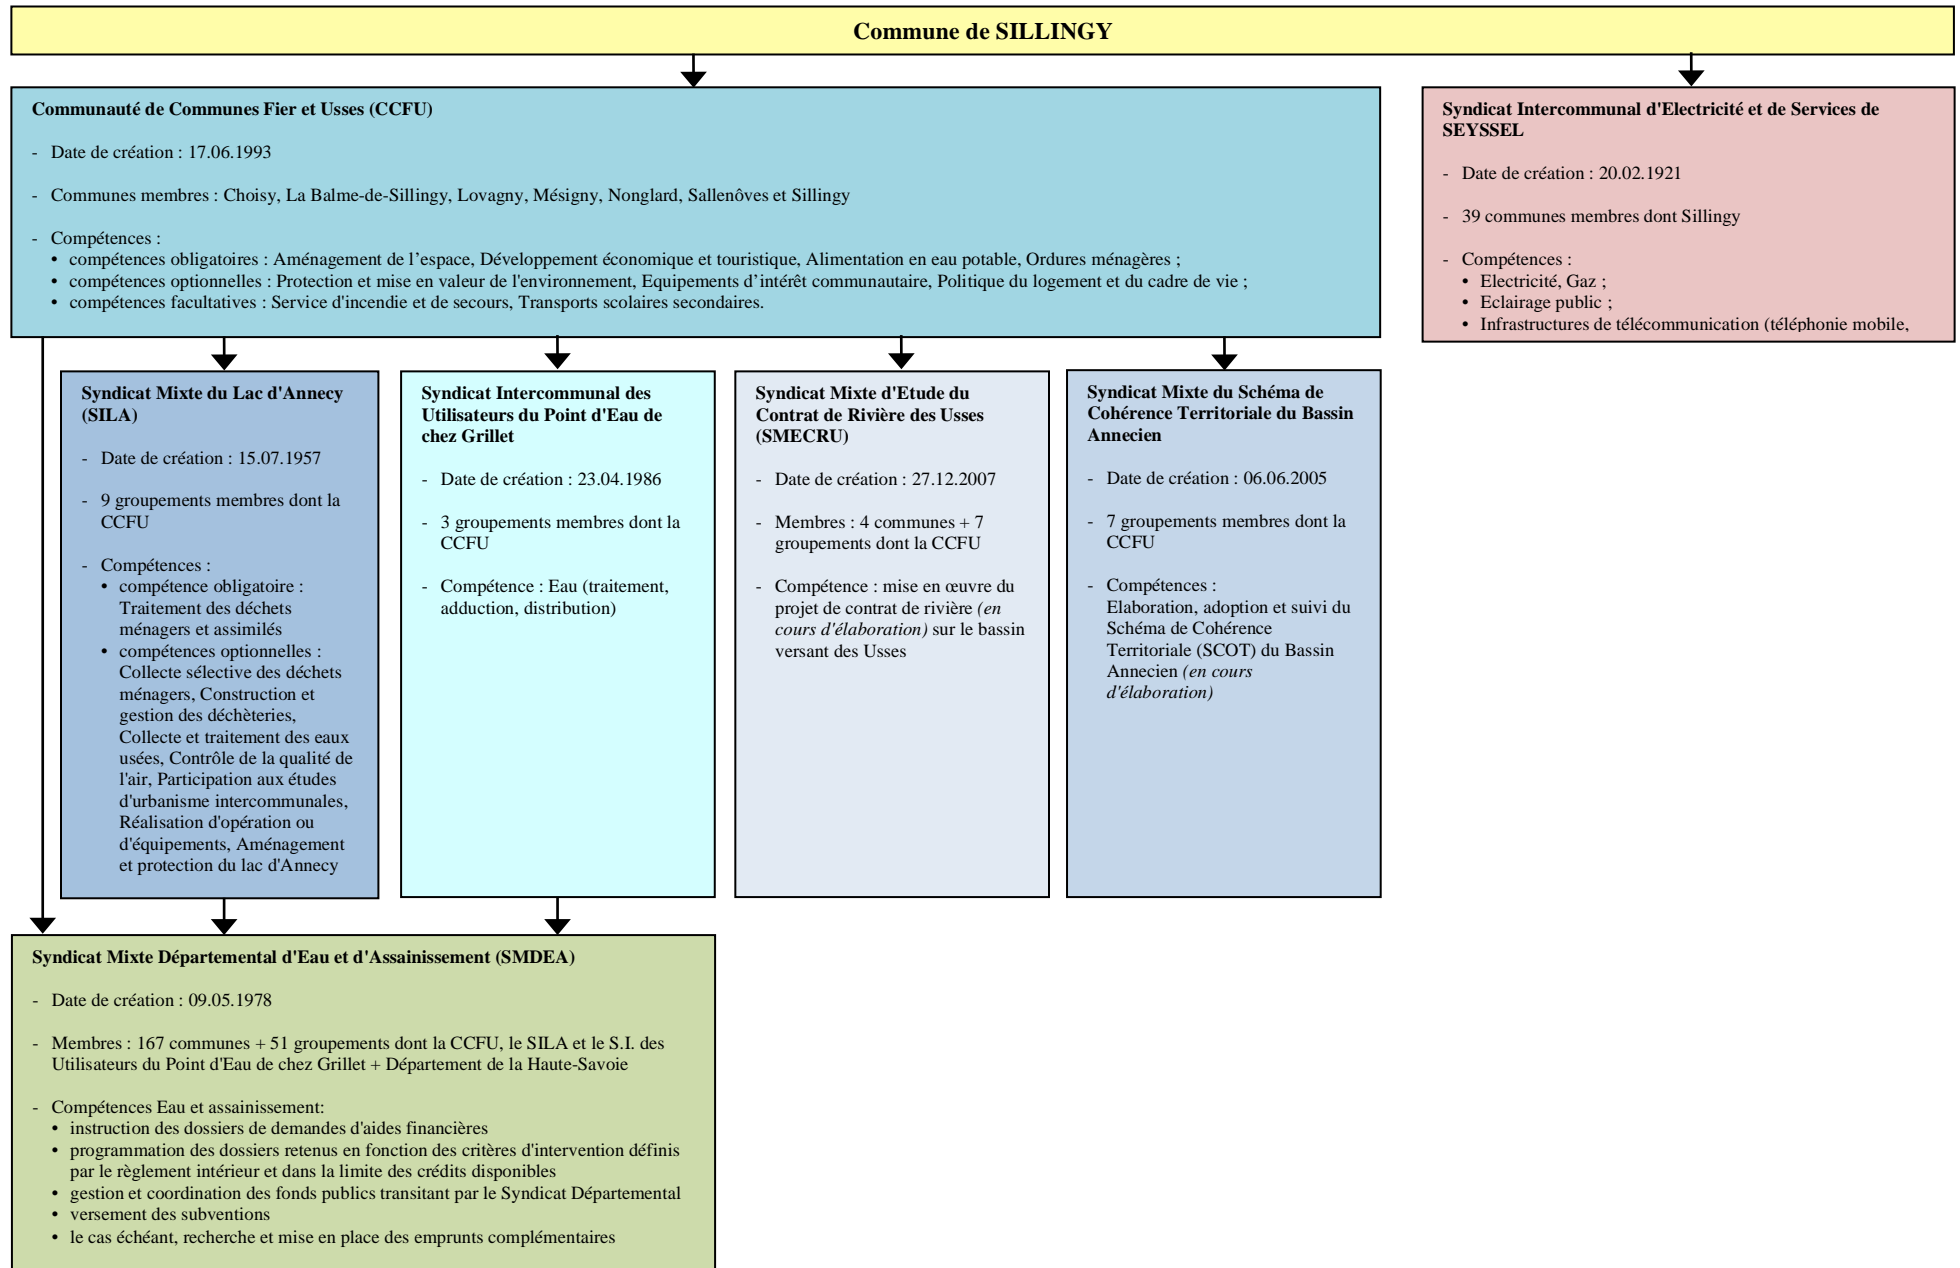 Commune de SILLINGY
Communauté de Communes Fier et Usses (CCFU)
- Date de création : 17.06.1993
- Communes membres : Choisy, La Balme-de-Sillingy, Lovagny, Mésigny, Nonglard, Sallenôves et Sillingy
- Compétences :
• compétences obligatoires : Aménagement de l’espace, Développement économique et touristique, Alimentation en eau potable, Ordures ménagères ;
• compétences optionnelles : Protection et mise en valeur de l'environnement, Equipements d’intérêt communautaire, Politique du logement et du cadre de vie ;
• compétences facultatives : Service d'incendie et de secours, Transports scolaires secondaires.
Syndicat Intercommunal d'Electricité et de Services de
SEYSSEL
- Date de création : 20.02.1921
- 39 communes membres dont Sillingy
- Compétences :
• Electricité, Gaz ;
• Eclairage public ;
• Infrastructures de télécommunication (téléphonie mobile,
Syndicat Mixte du Lac d'Annecy
(SILA)
- Date de création : 15.07.1957
- 9 groupements membres dont la
CCFU
- Compétences :
• compétence obligatoire :
Traitement des déchets
ménagers et assimilés
• compétences optionnelles :
Collecte sélective des déchets
ménagers, Construction et
gestion des déchèteries,
Collecte et traitement des eaux
usées, Contrôle de la qualité de
l'air, Participation aux études
d'urbanisme intercommunales,
Réalisation d'opération ou
d'équipements, Aménagement
et protection du lac d'Annecy
Syndicat Intercommunal des
Utilisateurs du Point d'Eau de
chez Grillet
- Date de création : 23.04.1986
- 3 groupements membres dont la
CCFU
- Compétence : Eau (traitement,
adduction, distribution)
Syndicat Mixte d'Etude du
Contrat de Rivière des Usses
(SMECRU)
- Date de création : 27.12.2007
- Membres : 4 communes + 7
groupements dont la CCFU
- Compétence : mise en œuvre du
projet de contrat de rivière (en
cours d'élaboration) sur le bassin
versant des Usses
Syndicat Mixte du Schéma de
Cohérence Territoriale du Bassin
Annecien
- Date de création : 06.06.2005
- 7 groupements membres dont la
CCFU
- Compétences :
Elaboration, adoption et suivi du
Schéma de Cohérence
Territoriale (SCOT) du Bassin
Annecien (en cours
d'élaboration)
Syndicat Mixte Départemental d'Eau et d'Assainissement (SMDEA)
- Date de création : 09.05.1978
- Membres : 167 communes + 51 groupements dont la CCFU, le SILA et le S.I. des
Utilisateurs du Point d'Eau de chez Grillet + Département de la Haute-Savoie
- Compétences Eau et assainissement:
• instruction des dossiers de demandes d'aides financières
• programmation des dossiers retenus en fonction des critères d'intervention définis
par le règlement intérieur et dans la limite des crédits disponibles
• gestion et coordination des fonds publics transitant par le Syndicat Départemental
• versement des subventions
• le cas échéant, recherche et mise en place des emprunts complémentaires